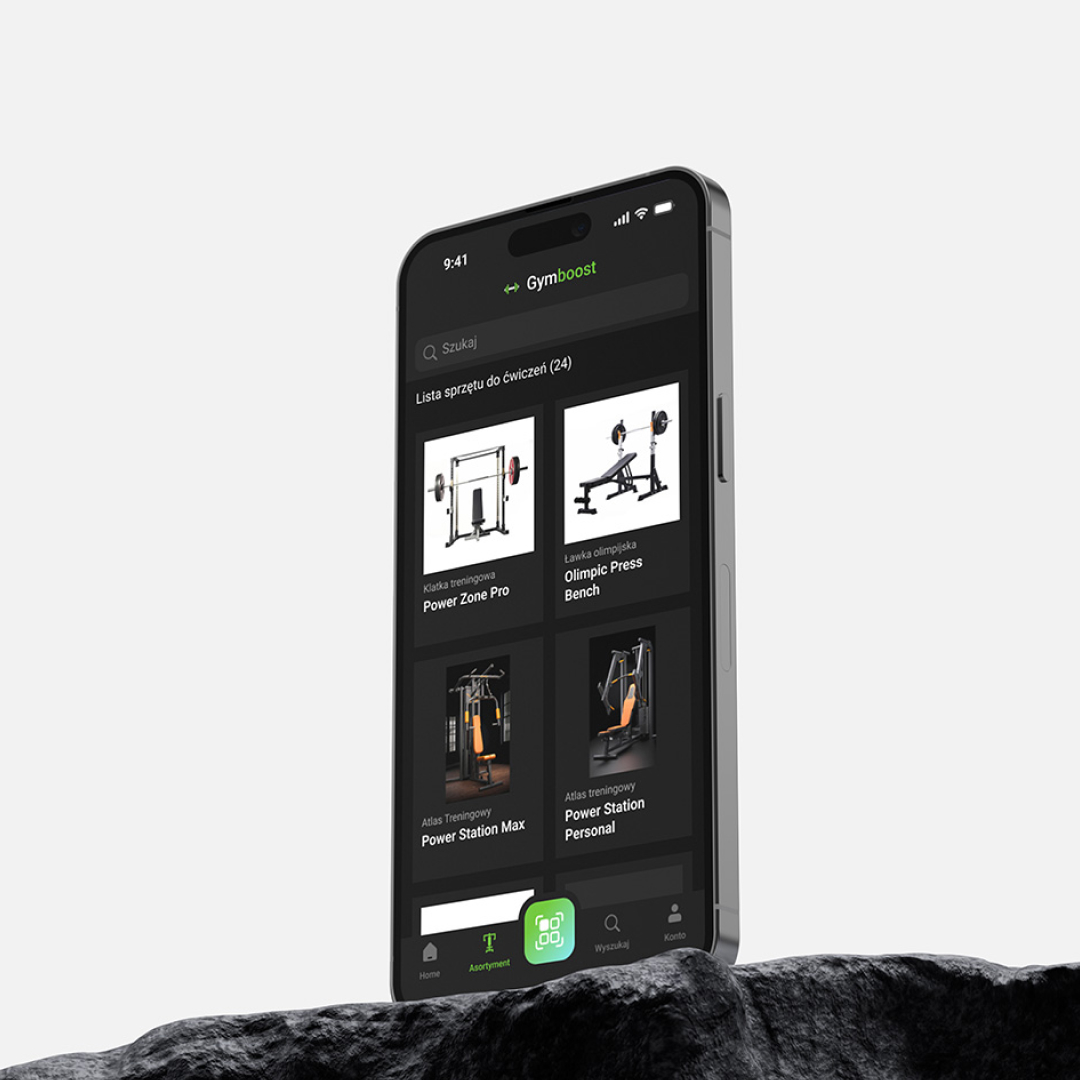 9:41
Gymboost
Szukaj
Lista sprzętu do ćwiczeń (24)
Klatka treningowa
Power Zone Pro
Ławka olimpijska
Olimpic Press
Bench
Atlas Treningowy
Power Station Max
Atlas treningowy
Power Station
Personal
Home
Asortyment
Wyszukaj
Konto